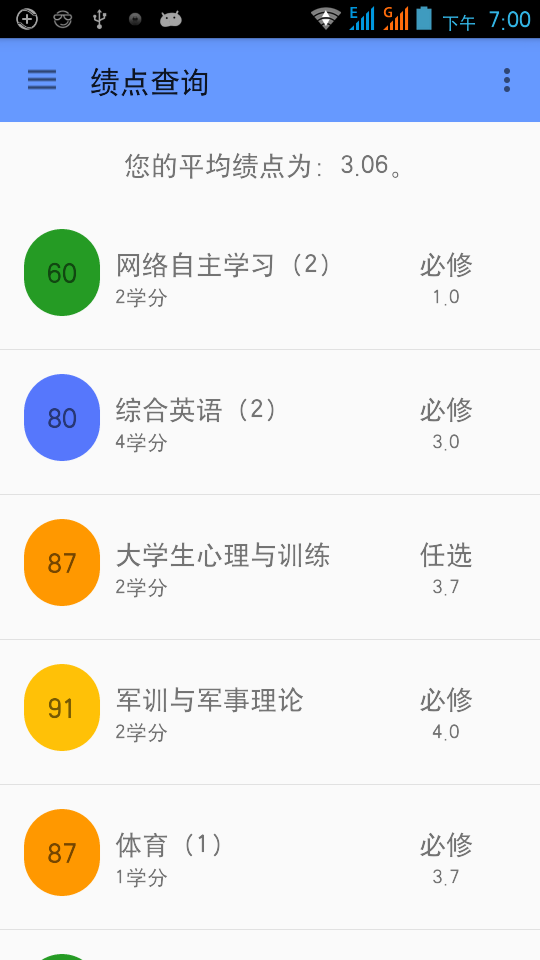 E G 下午 7:00
绩点查询
您的平均绩点为：3.06。
60 网络自主学习（2） 必修
2学分 1.0
80 综合英语（2） 必修
4学分 3.0
87 大学生心理与训练 任选
2学分 3.7
91 军训与军事理论 必修
2学分 4.0
87 体育（1） 必修
1学分 3.7